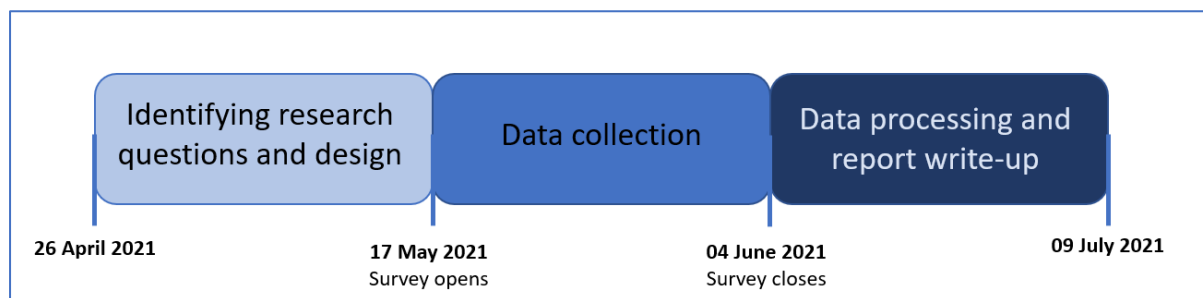 Identifying research
questions and design
Data collection
Data processing and
report write-up
26 April 2021
17 May 2021
Survey opens
04 June 2021
Survey closes
09 July 2021